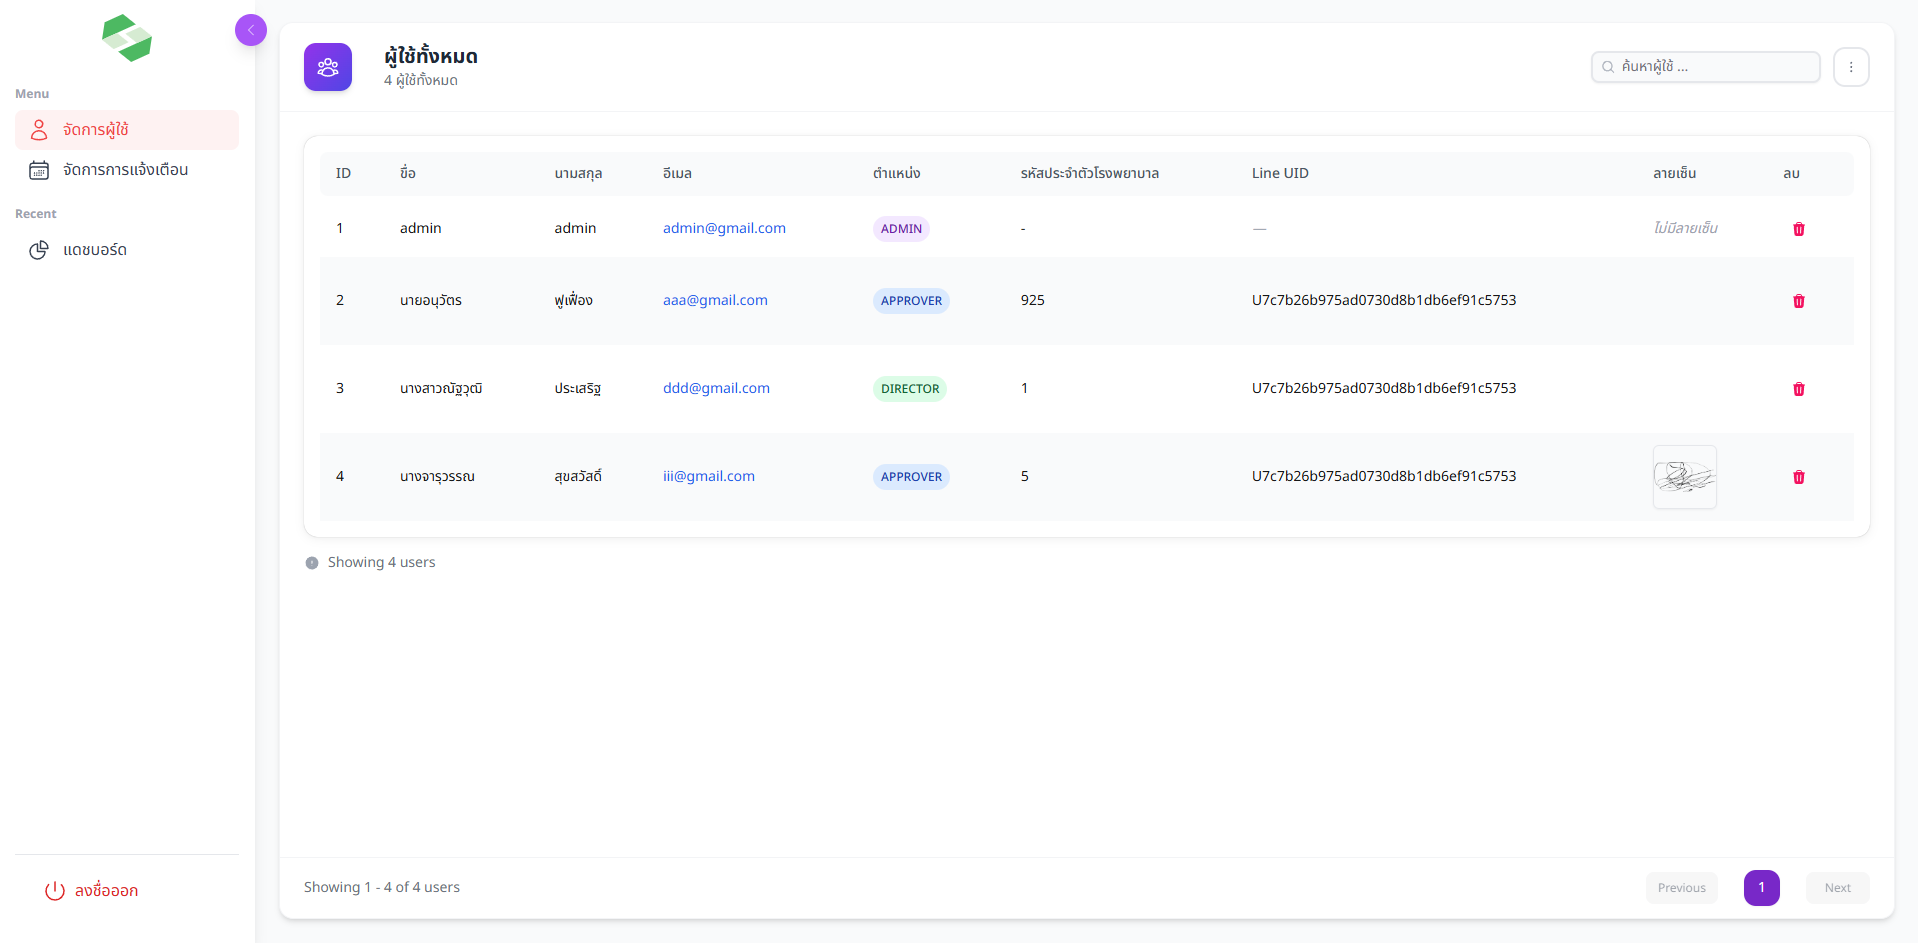 Menu
จัดการผู้ใช้
จัดการการแจ้งเตือน
Recent
แดชบอร์ด
ลงชื่อออก
ผู้ใช้ทั้งหมด
4 ผู้ใช้ทั้งหมด
ค้นหาผู้ใช้ ...
ID ชื่อ นามสกุล อีเมล ตำแหน่ง รหัสประจำตัวโรงพยาบาล Line UID ลายเซ็น ลบ
1 admin admin admin@gmail.com ADMIN - — ไม่มีลายเซ็น
2 นายอนุวัตร ฟูเฟื่อง aaa@gmail.com APPROVER 925 U7c7b26b975ad0730d8b1db6ef91c5753
3 นางสาวณัฐวุฒิ ประเสริฐ ddd@gmail.com DIRECTOR 1 U7c7b26b975ad0730d8b1db6ef91c5753
4 นางจารุวรรณ สุขสวัสดิ์ iii@gmail.com APPROVER 5 U7c7b26b975ad0730d8b1db6ef91c5753
Showing 4 users
Showing 1 - 4 of 4 users
Previous 1 Next